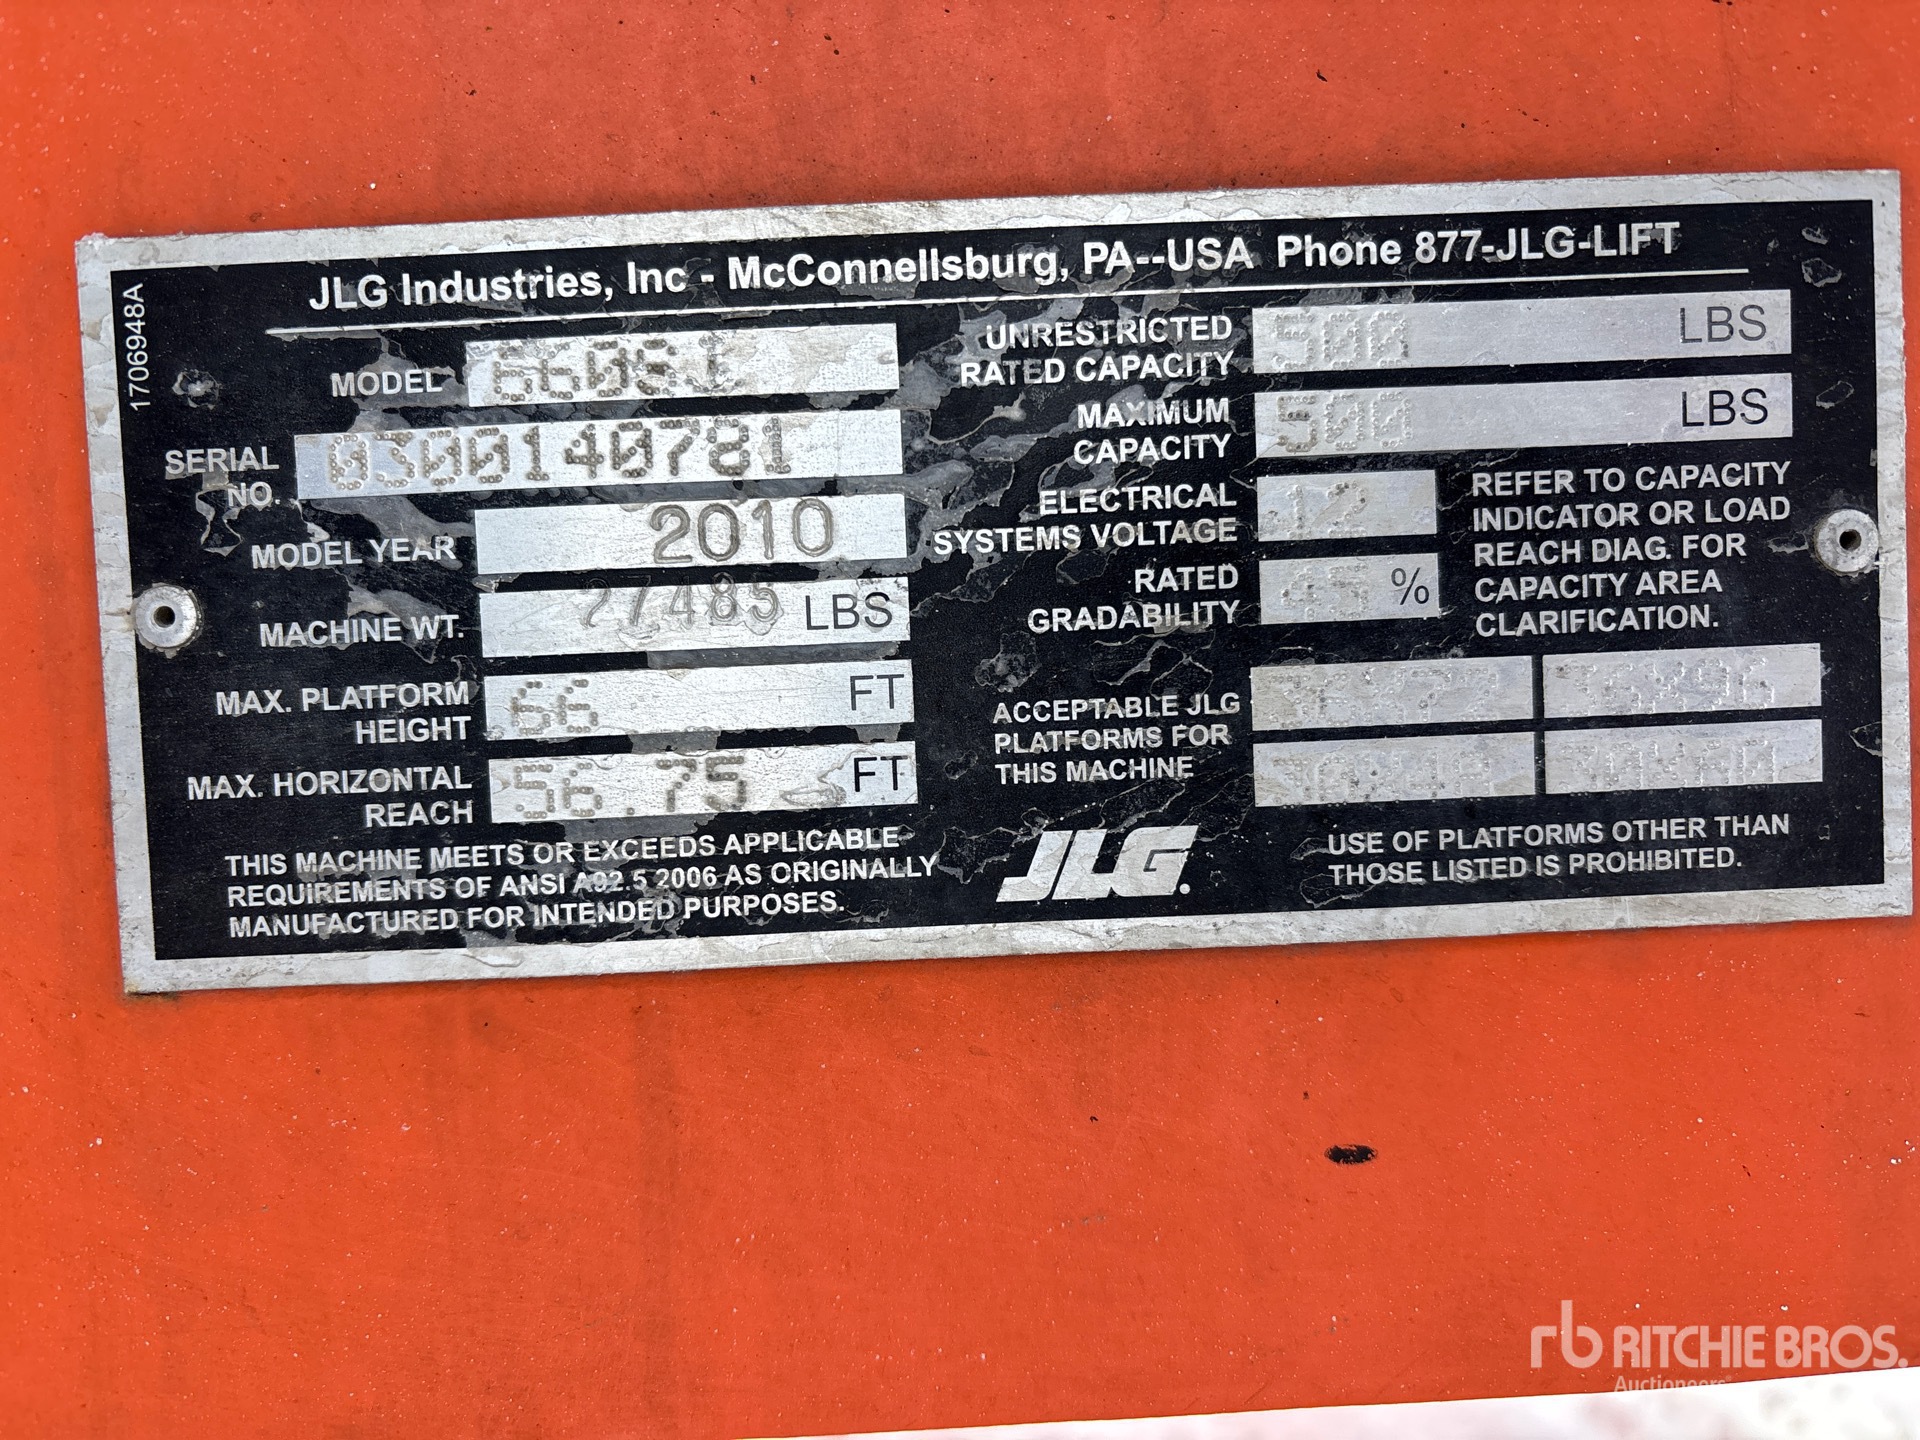 JLG Industries, Inc - McConnellsburg, PA--USA Phone 877-JLG-LIFT
1706948A
MODEL 660SJ
SERIAL NO. 0300140781
MODEL YEAR 2010
MACHINE WT. 27485 LBS
MAX. PLATFORM HEIGHT 66 FT
MAX. HORIZONTAL REACH 56.75 FT
THIS MACHINE MEETS OR EXCEEDS APPLICABLE
REQUIREMENTS OF ANSI A92.5 2006 AS ORIGINALLY
MANUFACTURED FOR INTENDED PURPOSES.
UNRESTRICTED RATED CAPACITY 500 LBS
MAXIMUM CAPACITY LBS
ELECTRICAL SYSTEMS VOLTAGE 12
RATED GRADABILITY %
REFER TO CAPACITY
INDICATOR OR LOAD
REACH DIAG. FOR
CAPACITY AREA
CLARIFICATION.
ACCEPTABLE JLG
PLATFORMS FOR
THIS MACHINE
36X96
JLG
USE OF PLATFORMS OTHER THAN
THOSE LISTED IS PROHIBITED.
rb RITCHIE BROS.
Auctioneers